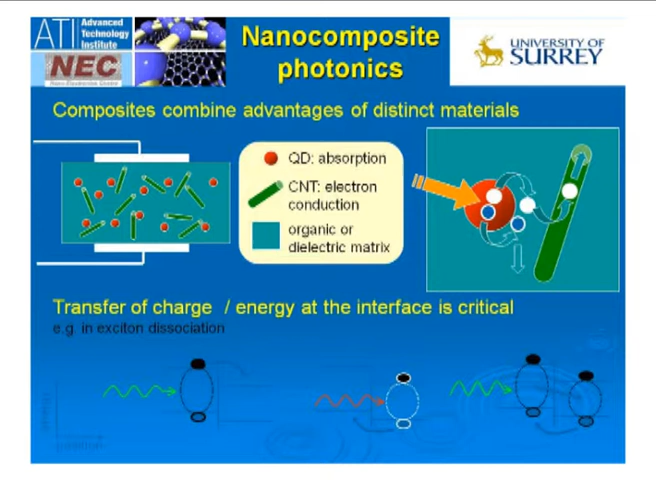 ATI Advanced
Technology
Institute
NEC
Nanocomposite
photonics
UNIVERSITY OF
SURREY
Composites combine advantages of distinct materials
QD: absorption
CNT: electron
conduction
organic or
dielectric matrix
Transfer of charge / energy at the interface is critical
e.g. in exciton dissociation